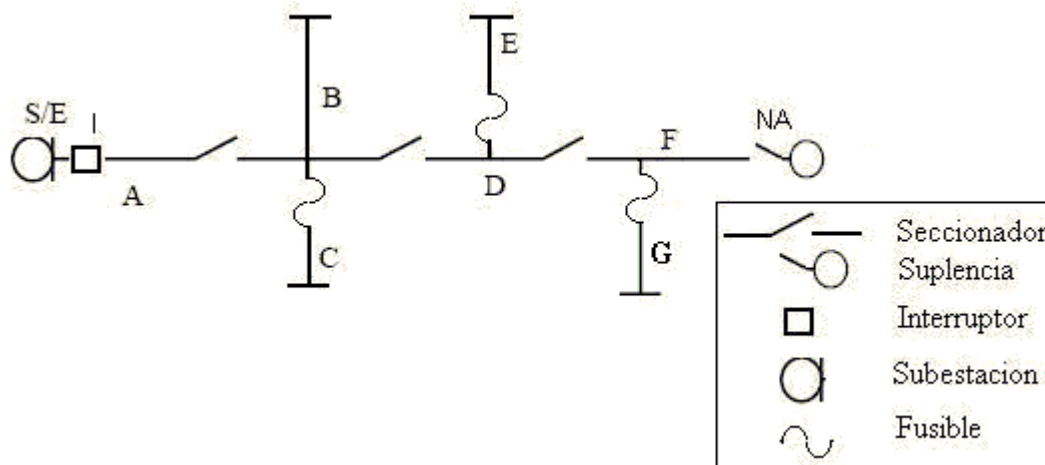 E
B
S/E
I
NA
F
A
D
C
G
Seccionador
Suplencia
Interruptor
Subestacion
Fusible